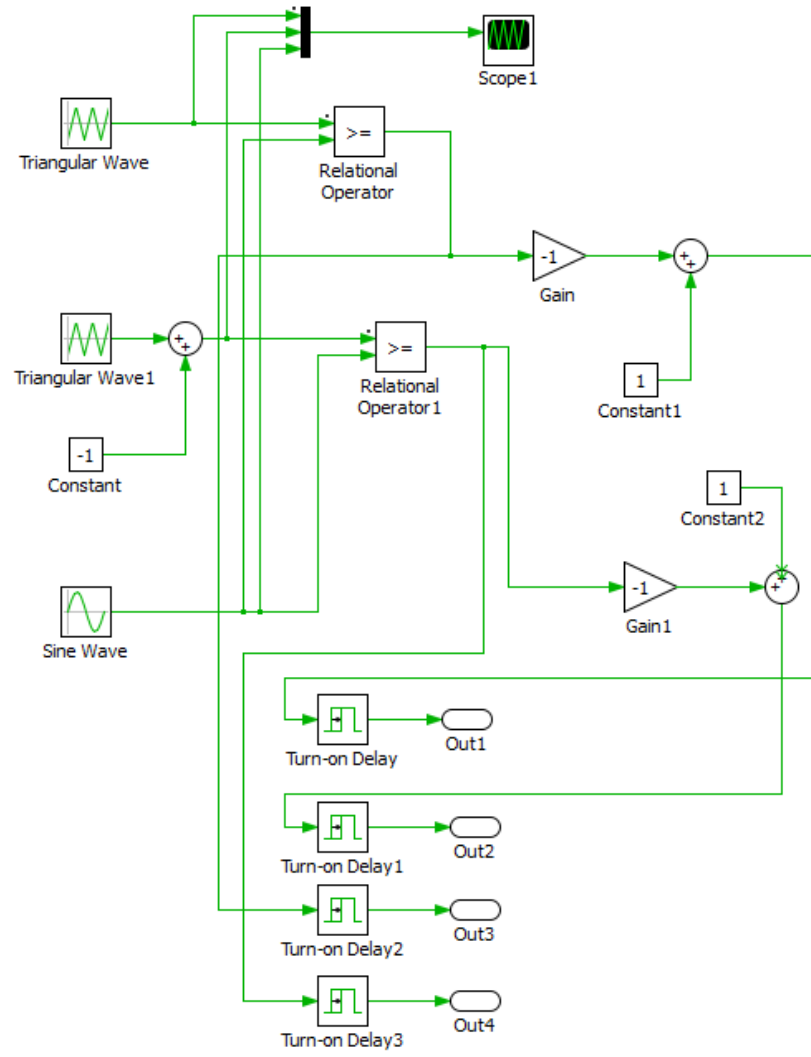 Scope1
Triangular Wave
>=
Relational
Operator
-1
Gain
+
+
Triangular Wave1
+
+
>=
Relational
Operator1
1
Constant1
-1
Constant
1
Constant2
Sine Wave
-1
Gain1
+
+
Turn-on Delay
Out1
Turn-on Delay1
Out2
Turn-on Delay2
Out3
Turn-on Delay3
Out4